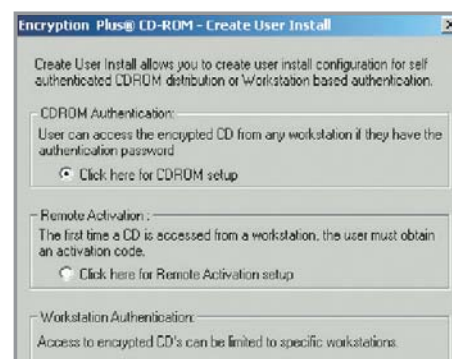 Encryption Plus® CD-ROM - Create User Install
Create User Install allows you to create user install configuration for self
authenticated CDROM distribution or Workstation based authentication.
CDROM Authentication:
User can access the encrypted CD from any workstation if they have the
authentication password
Click here for CDROM setup
Remote Activation :
The first time a CD is accessed from a workstation, the user must obtain
an activation code.
Click here for Remote Activation setup
Workstation Authentication:
Access to encrypted CD's can be limited to specific workstations.